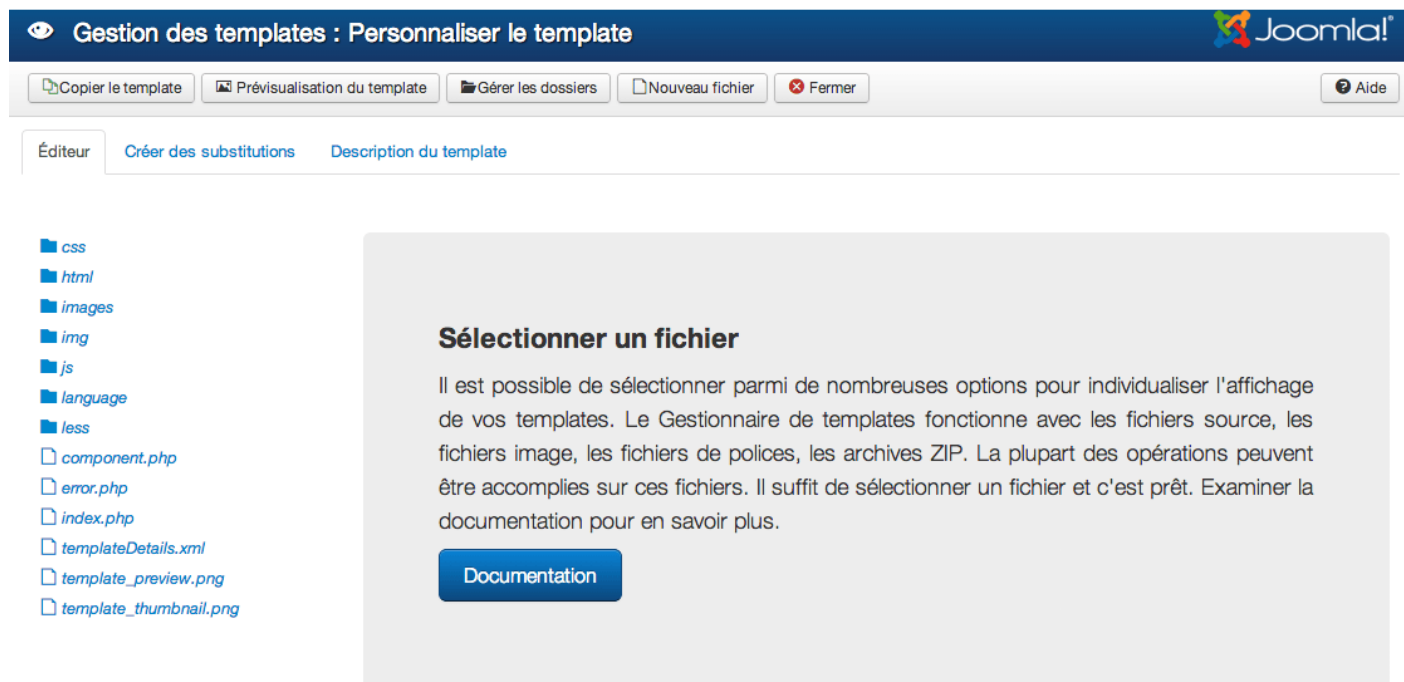 Gestion des templates : Personnaliser le template
Joomla!®
Copier le template
Prévisualisation du template
Gérer les dossiers
Nouveau fichier
Fermer
Aide
Éditeur
Créer des substitutions
Description du template
css
html
images
img
js
language
less
component.php
error.php
index.php
templateDetails.xml
template_preview.png
template_thumbnail.png
Sélectionner un fichier
Il est possible de sélectionner parmi de nombreuses options pour individualiser l'affichage
de vos templates. Le Gestionnaire de templates fonctionne avec les fichiers source, les
fichiers image, les fichiers de polices, les archives ZIP. La plupart des opérations peuvent
être accomplies sur ces fichiers. Il suffit de sélectionner un fichier et c'est prêt. Examiner la
documentation pour en savoir plus.
Documentation